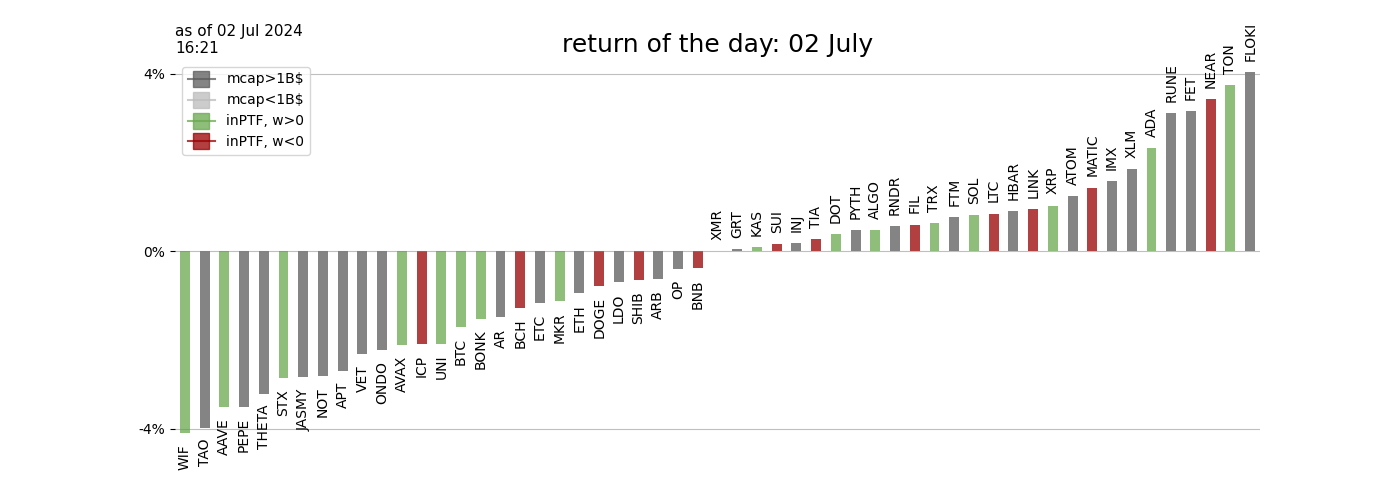 as of 02 Jul 2024
16:21
return of the day: 02 July
mcap>1B$
mcap<1B$
inPTF, w>0
inPTF, w<0
4%
0%
-4%
WIF
TAO
AAVE
PEPE
THETA
STX
JASMY
NOT
APT
VET
ONDO
AVAX
ICP
UNI
BTC
BONK
AR
BCH
ETC
MKR
ETH
DOGE
LDO
SHIB
ARB
OP
BNB
XMR
GRT
KAS
SUI
INJ
TIA
DOT
PYTH
ALGO
RNDR
FIL
TRX
FTM
SOL
LTC
HBAR
LINK
XRP
ATOM
MATIC
IMX
XLM
ADA
RUNE
FET
NEAR
TON
FLOKI